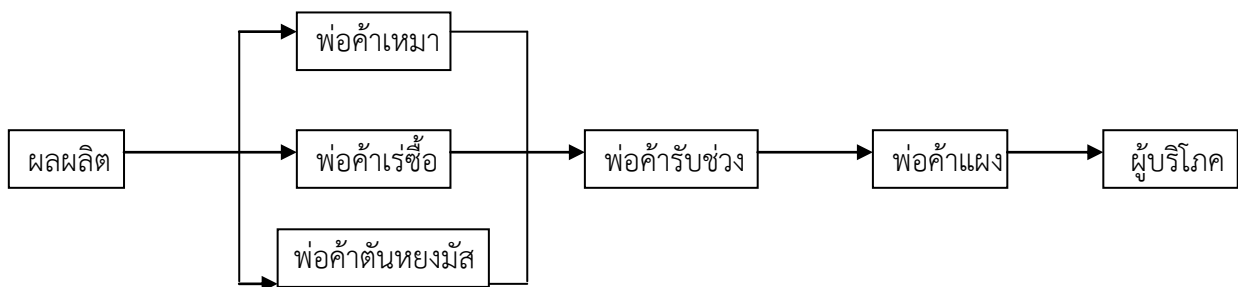 พ่อค้าเหมา
ผลผลิต
พ่อค้าเร่ซื้อ
พ่อค้ารับช่วง
พ่อค้าแผง
ผู้บริโภค
พ่อค้าตันหยงมัส